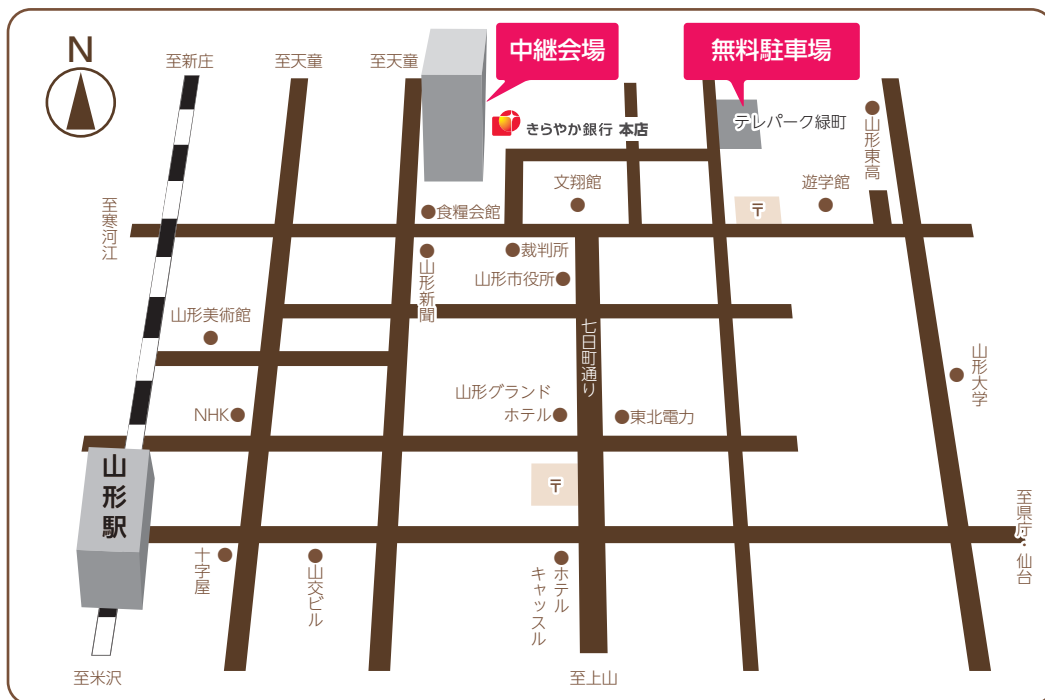 N
至新庄
至天童
至天童
中継会場
無料駐車場
きらやか銀行 本店
テレパーク緑町
山形東高
文翔館
遊学館
至寒河江
食糧会館
〒
裁判所
山形新聞
山形市役所
山形美術館
七日町通り
山形大学
山形グランド
ホテル
NHK
東北電力
山形駅
〒
至県庁・仙台
十字屋
山交ビル
ホテル
キャッスル
至米沢
至上山